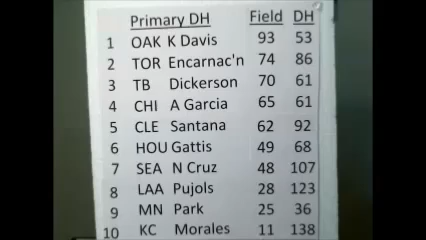 Primary DH Field DH
1 OAK K Davis 93 53
2 TOR Encarnac'n 74 86
3 TB Dickerson 70 61
4 CHI A Garcia 65 61
5 CLE Santana 62 92
6 HOU Gattis 49 68
7 SEA N Cruz 48 107
8 LAA Pujols 28 123
9 MN Park 25 36
10 KC Morales 11 138